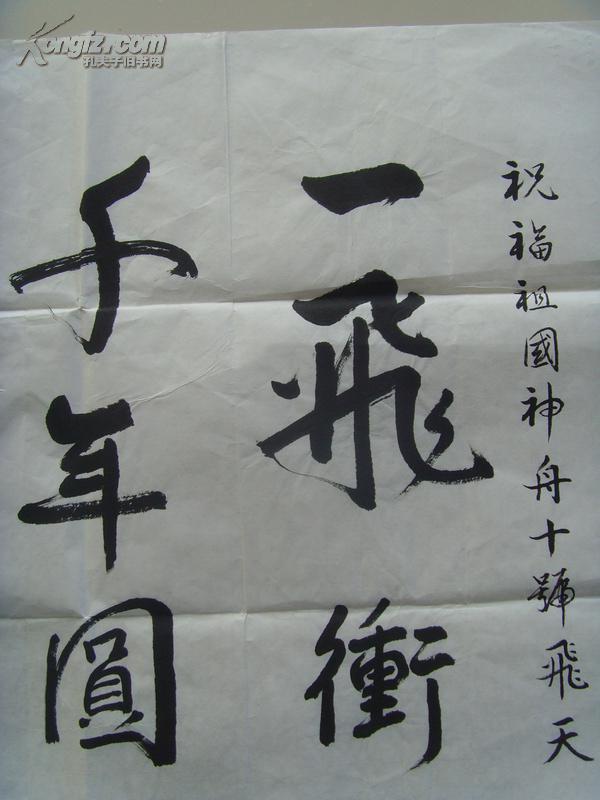 祝福祖國神舟十號飛天
一飛衝
千年圓
Kongfz.com
孔夫子旧书网